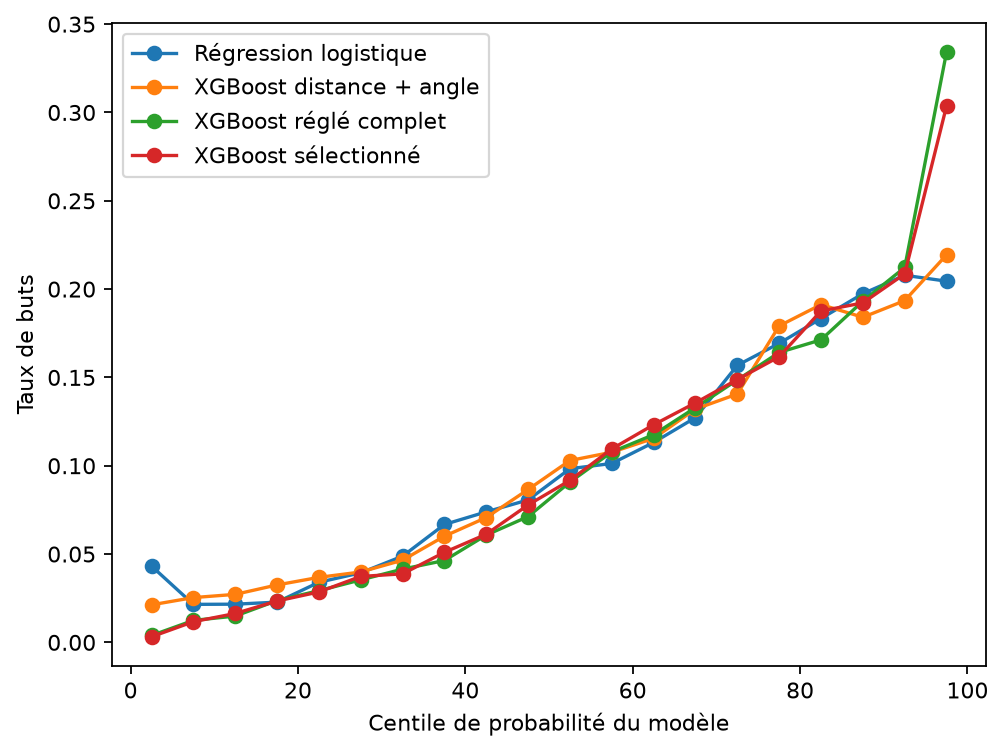 Régression logistique
XGBoost distance + angle
XGBoost réglé complet
XGBoost sélectionné
Taux de buts
0.35
0.30
0.25
0.20
0.15
0.10
0.05
0.00
0 20 40 60 80 100
Centile de probabilité du modèle